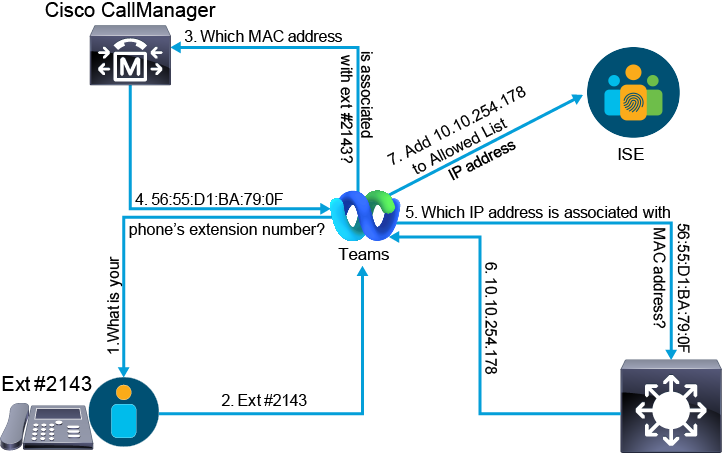 Cisco CallManager
3. Which MAC address
is associated
with ext #2143?
7. Add 10.10.254.178
to Allowed List
IP address
ISE
4. 56:55:D1:BA:79:0F
5. Which IP address is associated with
56:55:D1:BA:79:0F
MAC address?
1.What is your
phone's extension number?
Teams
6. 10.10.254.178
Ext #2143
2. Ext #2143
M